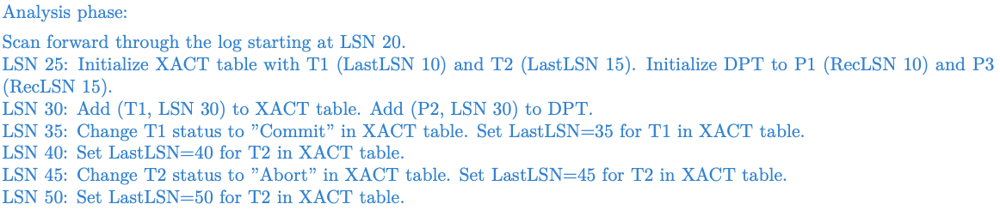 Analysis phase:
Scan forward through the log starting at LSN 20.
LSN 25: Initialize XACT table with T1 (LastLSN 10) and T2 (LastLSN 15). Initialize DPT to P1 (RecLSN 10) and P3
(RecLSN 15).
LSN 30: Add (T1, LSN 30) to XACT table. Add (P2, LSN 30) to DPT.
LSN 35: Change T1 status to ”Commit” in XACT table. Set LastLSN=35 for T1 in XACT table.
LSN 40: Set LastLSN=40 for T2 in XACT table.
LSN 45: Change T2 status to ”Abort” in XACT table. Set LastLSN=45 for T2 in XACT table.
LSN 50: Set LastLSN=50 for T2 in XACT table.